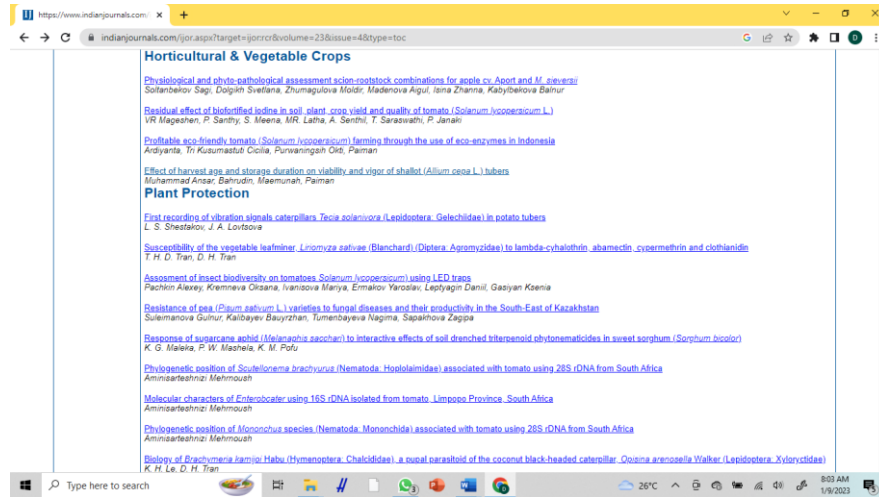 https://www.indianjournals.com/
indianjournals.com/ijor.aspx?target=ijor:rcr&volume=23&issue=4&type=toc
Horticultural & Vegetable Crops
Physiological and phyto-pathological assessment scion-rootstock combinations for apple cv. Aport and M. sieversii
Soltanbekov Sagi, Dolgikh Svetlana, Zhumagulova Moldir, Madenova Aigul, Isina Zhanna, Kabylbekova Balnur
Residual effect of biofortified iodine in soil, plant, crop yield and quality of tomato (Solanum lycopersicum L.)
VR Mageshen, P. Santhy, S. Meena, MR. Latha, A. Senthil, T. Saraswathi, P. Janaki
Profitable eco-friendly tomato (Solanum lycopersicum) farming through the use of eco-enzymes in Indonesia
Ardiyanta, Tri Kusumastuti Cicilia, Purwaningsih Okti, Paiman
Effect of harvest age and storage duration on viability and vigor of shallot (Allium cepa L.) tubers
Muhammad Ansar, Bahrudin, Maemunah, Paiman
Plant Protection
First recording of vibration signals caterpillars Tecia solanivora (Lepidoptera: Gelechiidae) in potato tubers
L. S. Shestakov, J. A. Lovtsova
Susceptibility of the vegetable leafminer, Liriomyza sativae (Blanchard) (Diptera: Agromyzidae) to lambda-cyhalothrin, abamectin, cypermethrin and clothianidin
T. H. D. Tran, D. H. Tran
Assosment of insect biodiversity on tomatoes Solanum lycopersicum) using LED traps
Pachkin Alexey, Kremneva Oksana, Ivanisova Mariya, Ermakov Yaroslav, Leptyagin Daniil, Gasiyan Ksenia
Resistance of pea (Pisum sativum L.) varieties to fungal diseases and their productivity in the South-East of Kazakhstan
Suleimanova Gulnur, Kalibayev Bauyrzhan, Tumenbayeva Nagima, Sapakhova Zagipa
Response of sugarcane aphid (Melanaphis sacchari) to interactive effects of soil drenched triterpenoid phytonematicides in sweet sorghum (Sorghum bicolor)
K. G. Maleka, P. W. Mashela, K. M. Pofu
Phylogenetic position of Scutellonema brachyurus (Nematoda: Hoplolaimidae) associated with tomato using 28S rDNA from South Africa
Aminisarteshnizi Mehrnoush
Molecular characters of Enterobcater using 16S rDNA isolated from tomato, Limpopo Province, South Africa
Aminisarteshnizi Mehrnoush
Phylogenetic position of Mononchus species (Nematoda: Mononchida) associated with tomato using 28S rDNA from South Africa
Aminisarteshnizi Mehrnoush
Biology of Brachymeria kamijoi Habu (Hymenoptera: Chalcididae), a pupal parasitoid of the coconut black-headed caterpillar, Opisina arenosella Walker (Lepidoptera: Xyloryctidae)
K. H. Le, D. H. Tran
Type here to search
26°C
8:03 AM
1/9/2023